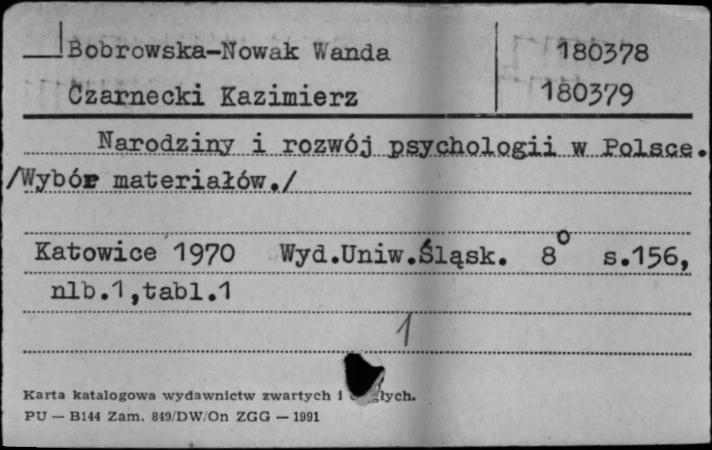 Bobrowska-Nowak Wanda 180378
Czarnecki Kazimierz 180379
Narodziny i rozwój psychologii w Polsce.
/Wybór materiałów./
Katowice 1970 Wyd.Uniw.Śląsk. 8° s.156,
nlb.1,tabl.1
1
Karta katalogowa wydawnictw zwartych i
PU — B144 Zam. 849/DW/On ZGG — 1991